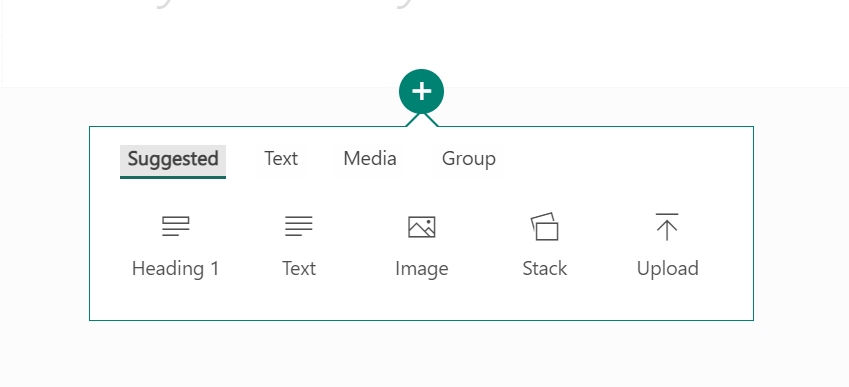 Suggested Text Media Group
Heading 1 Text Image Stack Upload